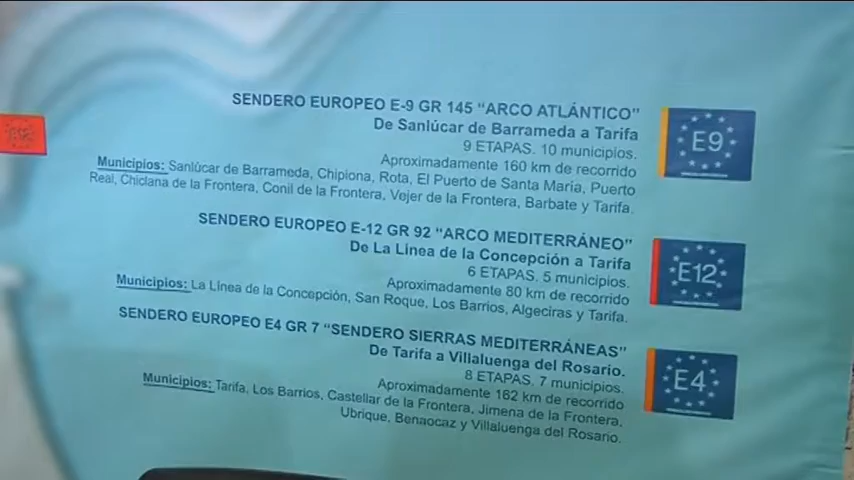 SENDERO EUROPEO E-9 GR 145 “ARCO ATLÁNTICO”
De Sanlúcar de Barrameda a Tarifa
9 ETAPAS. 10 municipios.
Aproximadamente 160 km de recorrido
Municipios: Sanlúcar de Barrameda, Chipiona, Rota, El Puerto de Santa María, Puerto
Real, Chiclana de la Frontera, Conil de la Frontera, Vejer de la Frontera, Barbate y Tarifa.
E9
SENDERO EUROPEO E-12 GR 92 “ARCO MEDITERRÁNEO”
De La Línea de la Concepción a Tarifa
6 ETAPAS. 5 municipios.
Aproximadamente 80 km de recorrido
Municipios: La Línea de la Concepción, San Roque, Los Barrios, Algeciras y Tarifa.
E12
SENDERO EUROPEO E4 GR 7 “SENDERO SIERRAS MEDITERRÁNEAS”
De Tarifa a Villaluenga del Rosario.
8 ETAPAS. 7 municipios.
Aproximadamente 162 km de recorrido
Municipios: Tarifa, Los Barrios, Castellar de la Frontera, Jimena de la Frontera,
Ubrique, Benaocaz y Villaluenga del Rosario.
E4